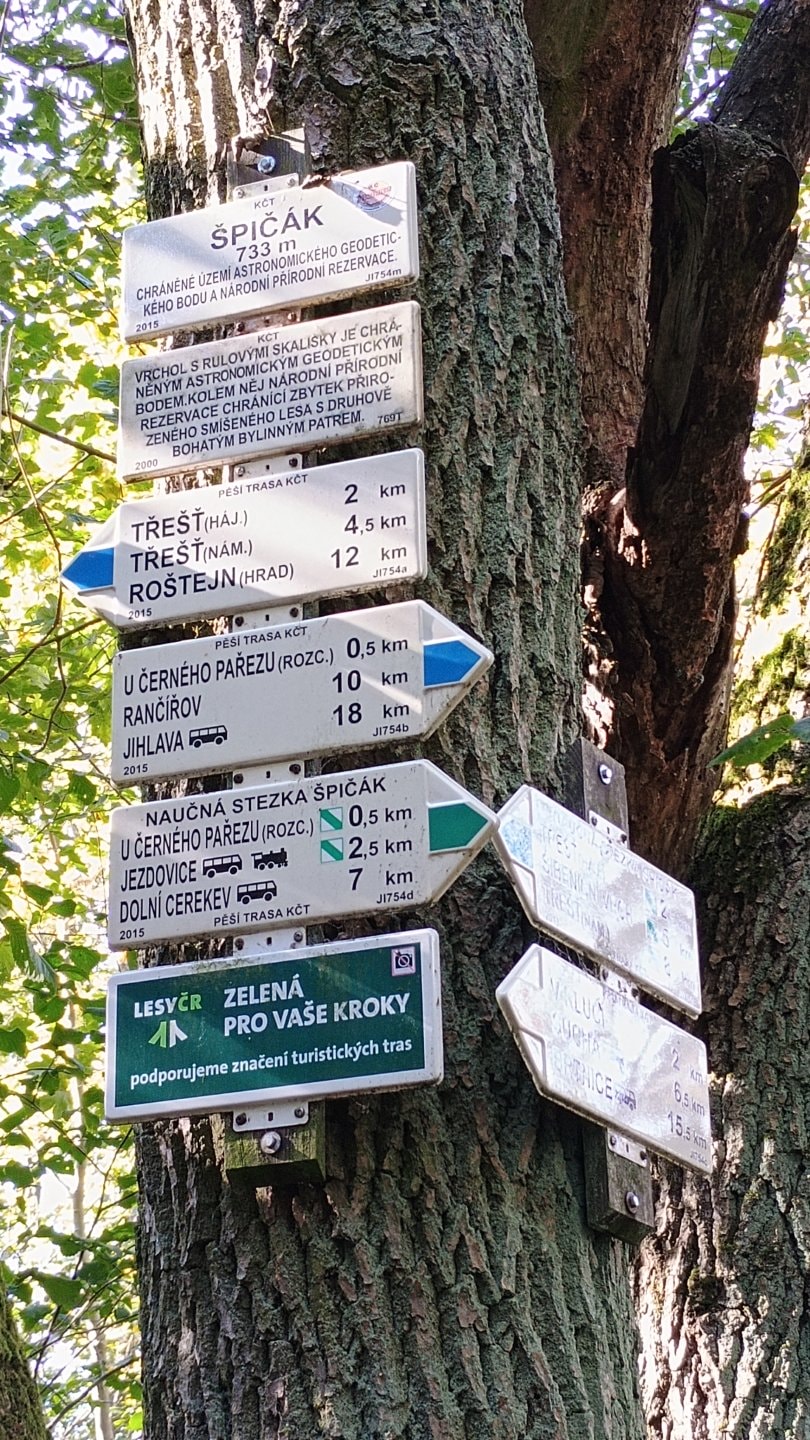 KČT
ŠPIČÁK
733 m
CHRÁNĚNÉ ÚZEMÍ ASTRONOMICKÉHO GEODETIC-
KÉHO BODU A NÁRODNÍ PŘÍRODNÍ REZERVACE.
2015 JI754m
KČT
VRCHOL S RULOVÝMI SKALISKY JE CHRÁ-
NĚNÝM ASTRONOMICKÝM GEODETICKÝM
BODEM.KOLEM NĚJ NÁRODNÍ PŘÍRODNÍ
REZERVACE CHRÁNÍCÍ ZBYTEK PŘIRO-
ZENÉHO SMÍŠENÉHO LESA S DRUHOVĚ
BOHATÝM BYLINNÝM PATREM.
2000 769T
PĚŠÍ TRASA KČT
TŘEŠŤ(HÁJ.) 2 km
TŘEŠŤ(NÁM.) 4,5 km
ROŠTEJN(HRAD) 12 km
2015 JI754a
PĚŠÍ TRASA KČT
U ČERNÉHO PAŘEZU(ROZC.) 0,5 km
RANČÍŘOV 10 km
JIHLAVA 18 km
2015 JI754b
NAUČNÁ STEZKA ŠPIČÁK
U ČERNÉHO PAŘEZU(ROZC.) 0,5 km
JEZDOVICE 2,5 km
DOLNÍ CEREKEV 7 km
2015 PĚŠÍ TRASA KČT JI754d
LESYČR ZELENÁ
PRO VAŠE KROKY
podporujeme značení turistických tras
TŘEŠŤ(NÁM.)
2 km
6,5 km
15,5 km